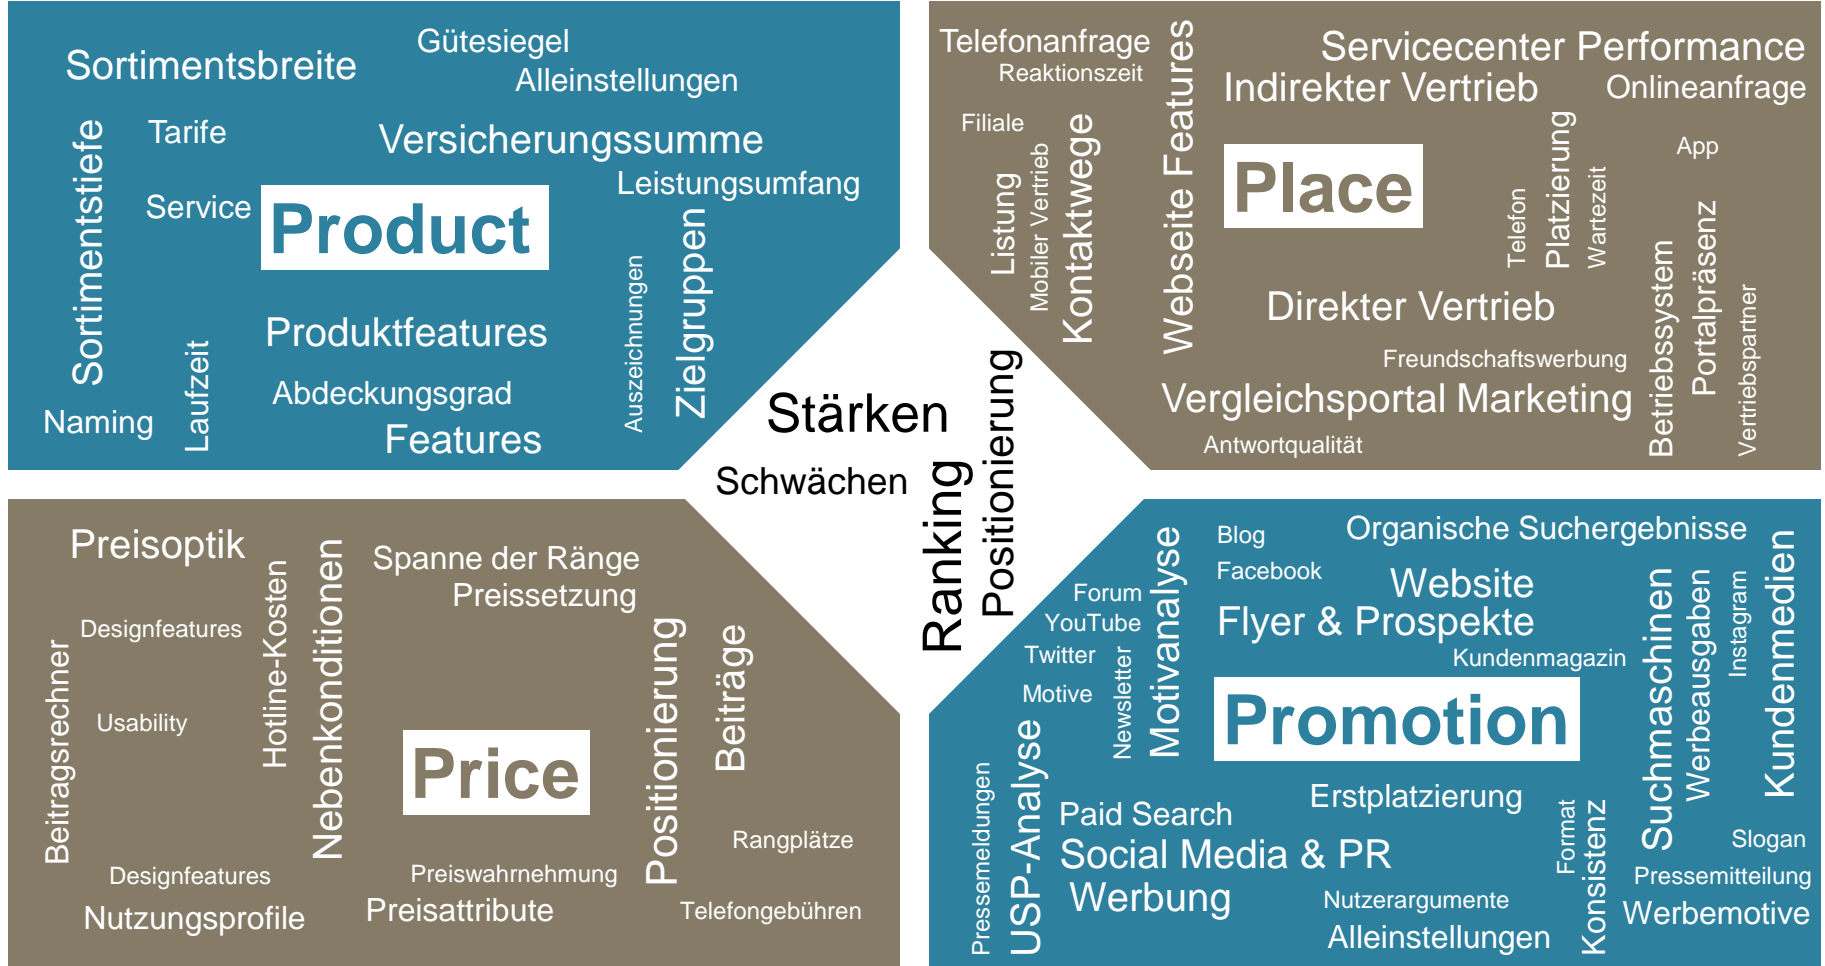 Gütesiegel
Sortimentsbreite
Alleinstellungen
Tarife
Versicherungssumme
Sortimentstiefe
Leistungsumfang
Service
Product
Zielgruppen
Auszeichnungen
Produktfeatures
Laufzeit
Abdeckungsgrad
Naming
Features
Telefonanfrage
Servicecenter Performance
Reaktionszeit
Webseite Features
Indirekter Vertrieb
Onlineanfrage
Filiale
Kontaktwege
Platzierung
App
Mobiler Vertrieb
Listung
Place
Telefon
Wartezeit
Portalpräsenz
Betriebssystem
Direkter Vertrieb
Vertriebspartner
Freundschaftswerbung
Vergleichsportal Marketing
Antwortqualität
Stärken
Schwächen
Ranking
Positionierung
Preisoptik
Spanne der Ränge
Preissetzung
Hotline-Kosten
Nebenkonditionen
Designfeatures
Beitragsrechner
Positionierung
Beiträge
Usability
Price
Rangplätze
Designfeatures
Preiswahrnehmung
Nutzungsprofile
Preisattribute
Telefongebühren
Blog
Organische Suchergebnisse
Motivanalyse
Facebook
Website
Kundenmedien
Forum
Suchmaschinen
Werbeausgaben
Instagram
YouTube
Flyer & Prospekte
Twitter
Newsletter
Kundenmagazin
Motive
Promotion
USP-Analyse
Pressemeldungen
Erstplatzierung
Paid Search
Format
Konsistenz
Social Media & PR
Slogan
Werbung
Pressemitteilung
Nutzerargumente
Werbemotive
Alleinstellungen